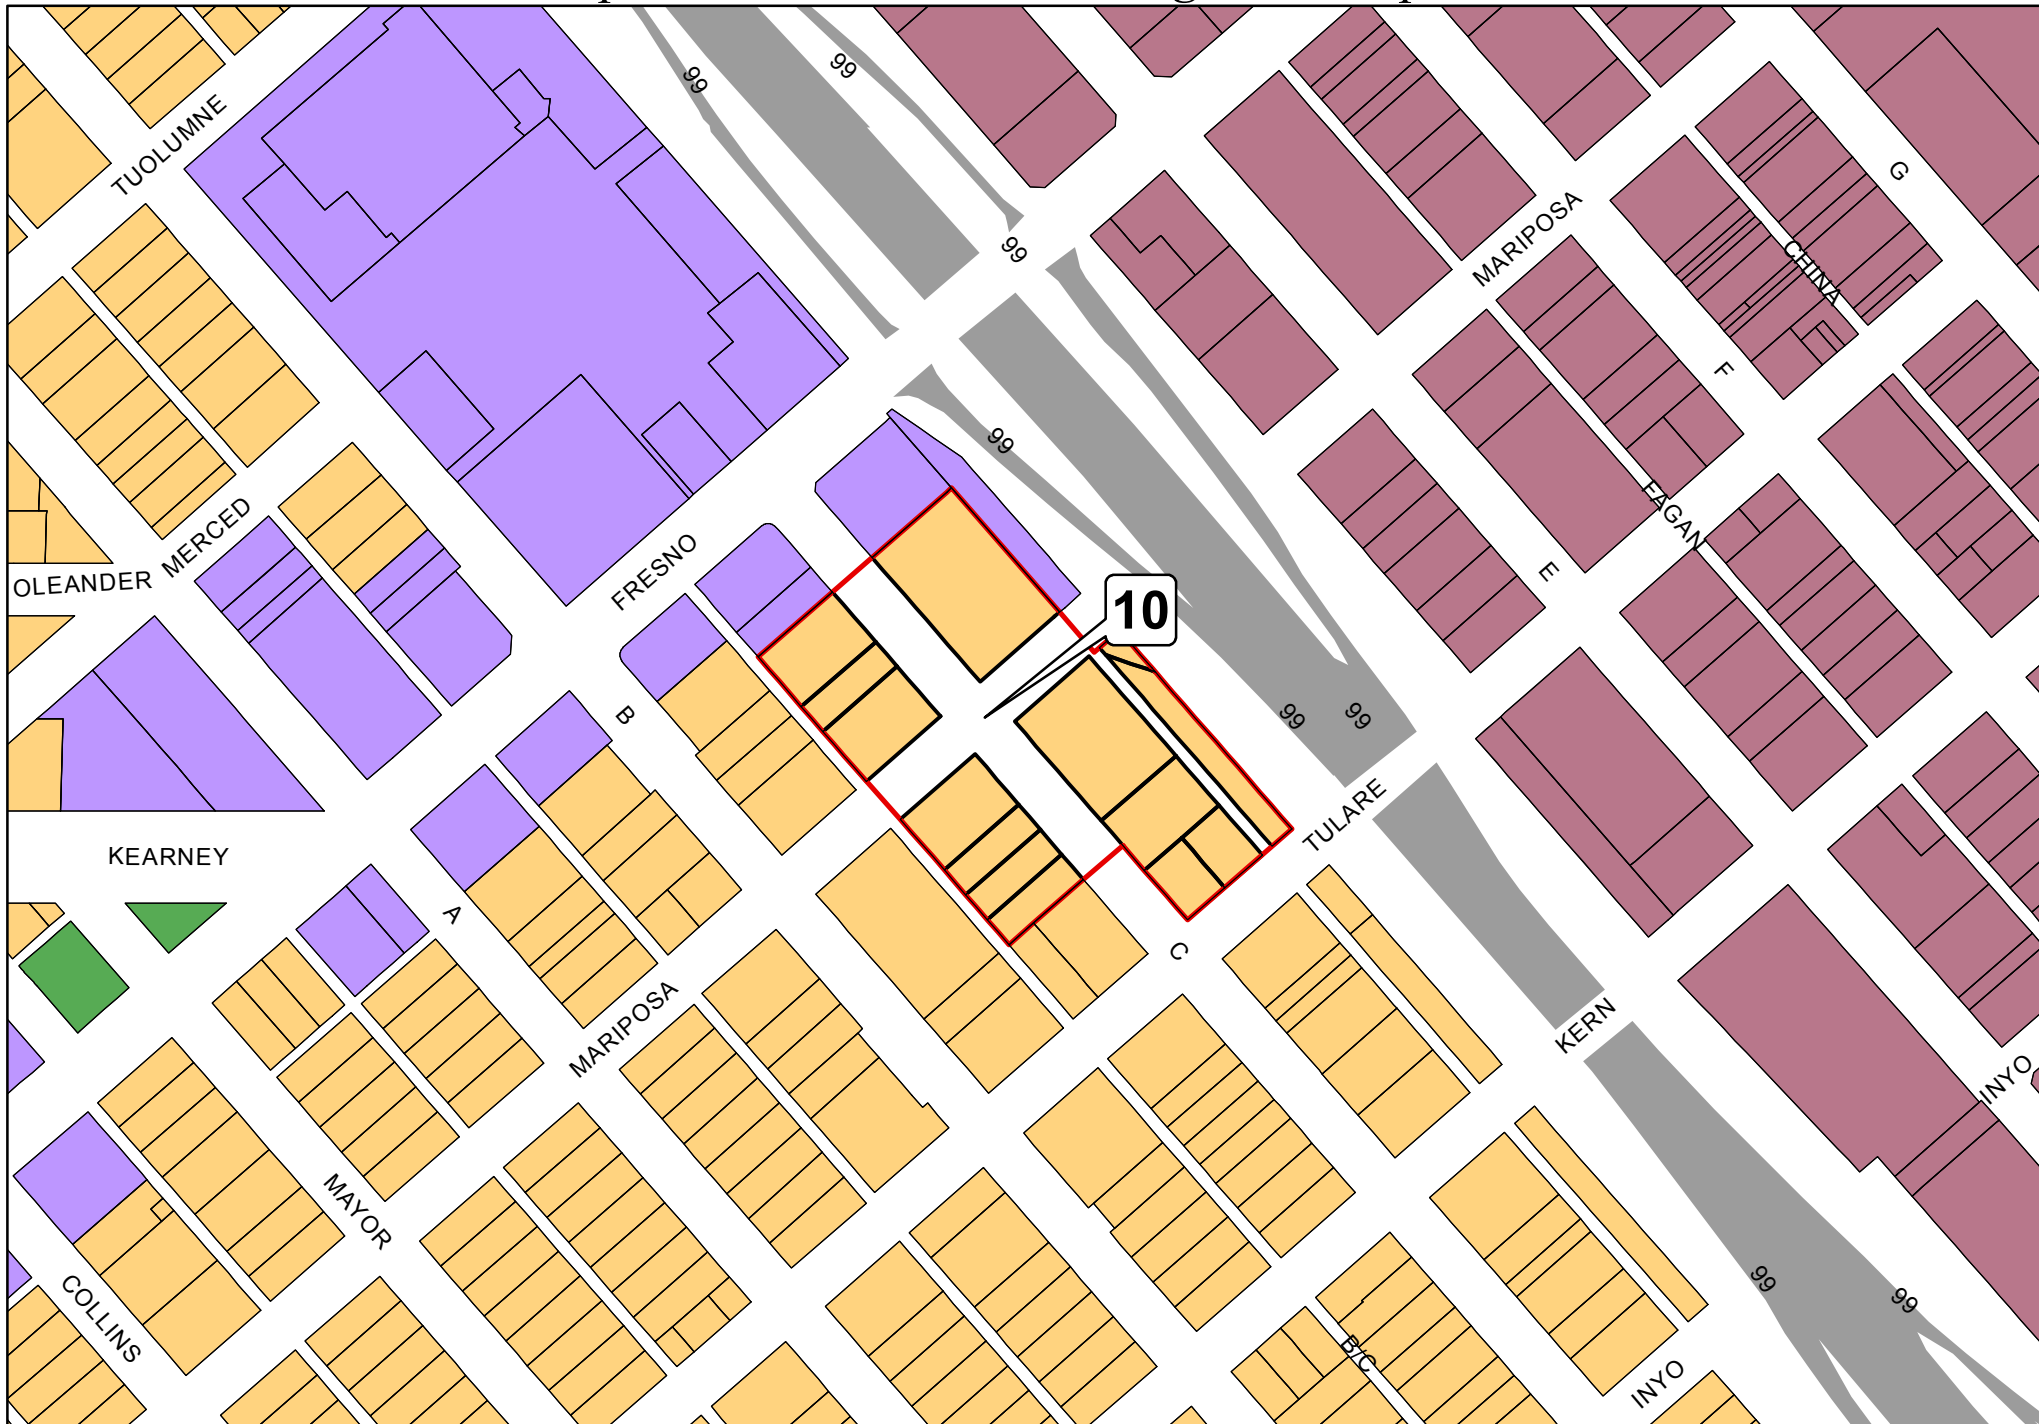 99
99
TUOLUMNE
G
MARIPOSA
99
CHINA
F
99
MERCED
FAGAN
OLEANDER
FRESNO
E
10
B
99
99
TULARE
KEARNEY
A
C
MARIPOSA
KERN
INYO
MAYOR
COLLINS
99
99
B/C
INYO